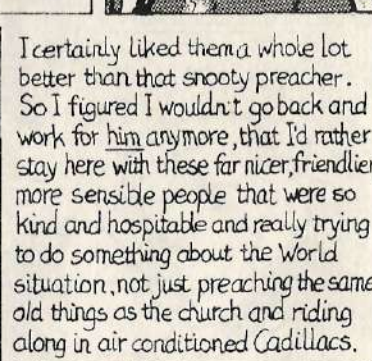 I certainly liked them a whole lot
better than that snooty preacher.
So I figured I wouldn't go back and
work for him anymore, that I'd rather
stay here with these far nicer, friendlier
more sensible people that were so
kind and hospitable and really trying
to do something about the World
situation, not just preaching the same
old things as the church and riding
along in air conditioned Cadillacs.